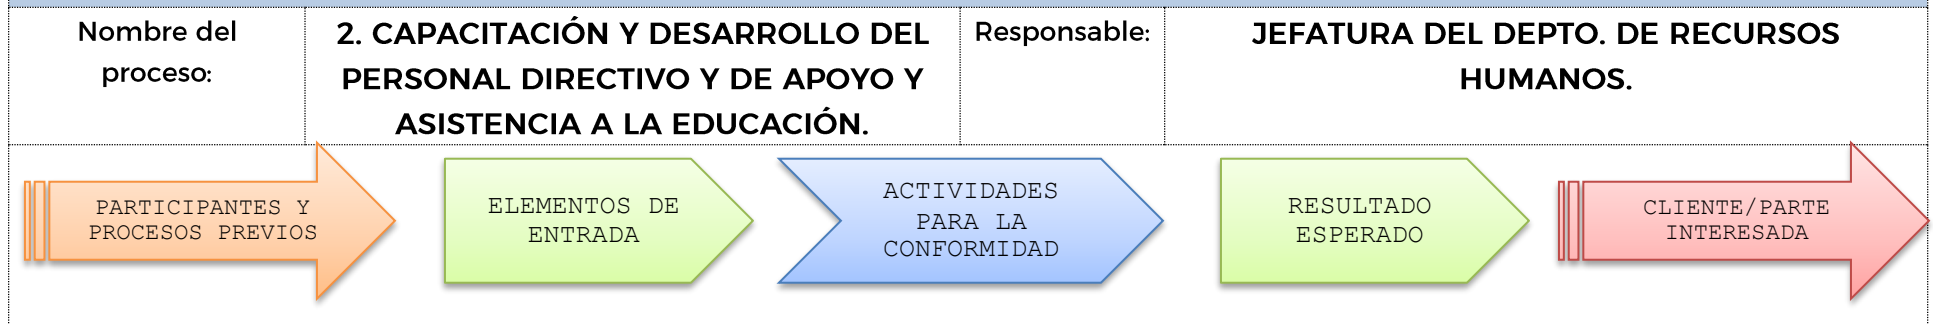 Nombre del
proceso:
2. CAPACITACIÓN Y DESARROLLO DEL
PERSONAL DIRECTIVO Y DE APOYO Y
ASISTENCIA A LA EDUCACIÓN.
Responsable:
JEFATURA DEL DEPTO. DE RECURSOS
HUMANOS.
PARTICIPANTES Y
PROCESOS PREVIOS
ELEMENTOS DE
ENTRADA
ACTIVIDADES
PARA LA
CONFORMIDAD
RESULTADO
ESPERADO
CLIENTE/PARTE
INTERESADA